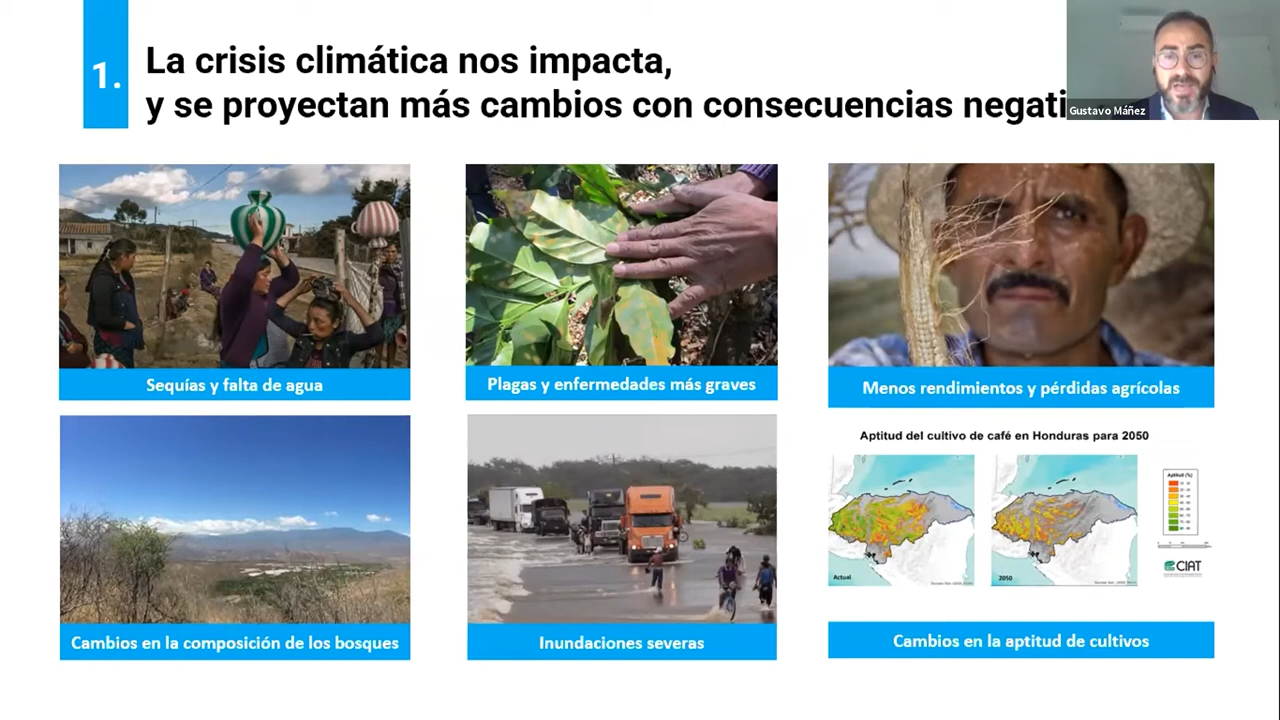 1.
La crisis climática nos impacta,
y se proyectan más cambios con consecuencias negati
Gustavo Máñez
Sequías y falta de agua
Plagas y enfermedades más graves
Menos rendimientos y pérdidas agrícolas
Aptitud del cultivo de café en Honduras para 2050
Aptitud (%)
Actual
2050
CIAT
Cambios en la composición de los bosques
Inundaciones severas
Cambios en la aptitud de cultivos